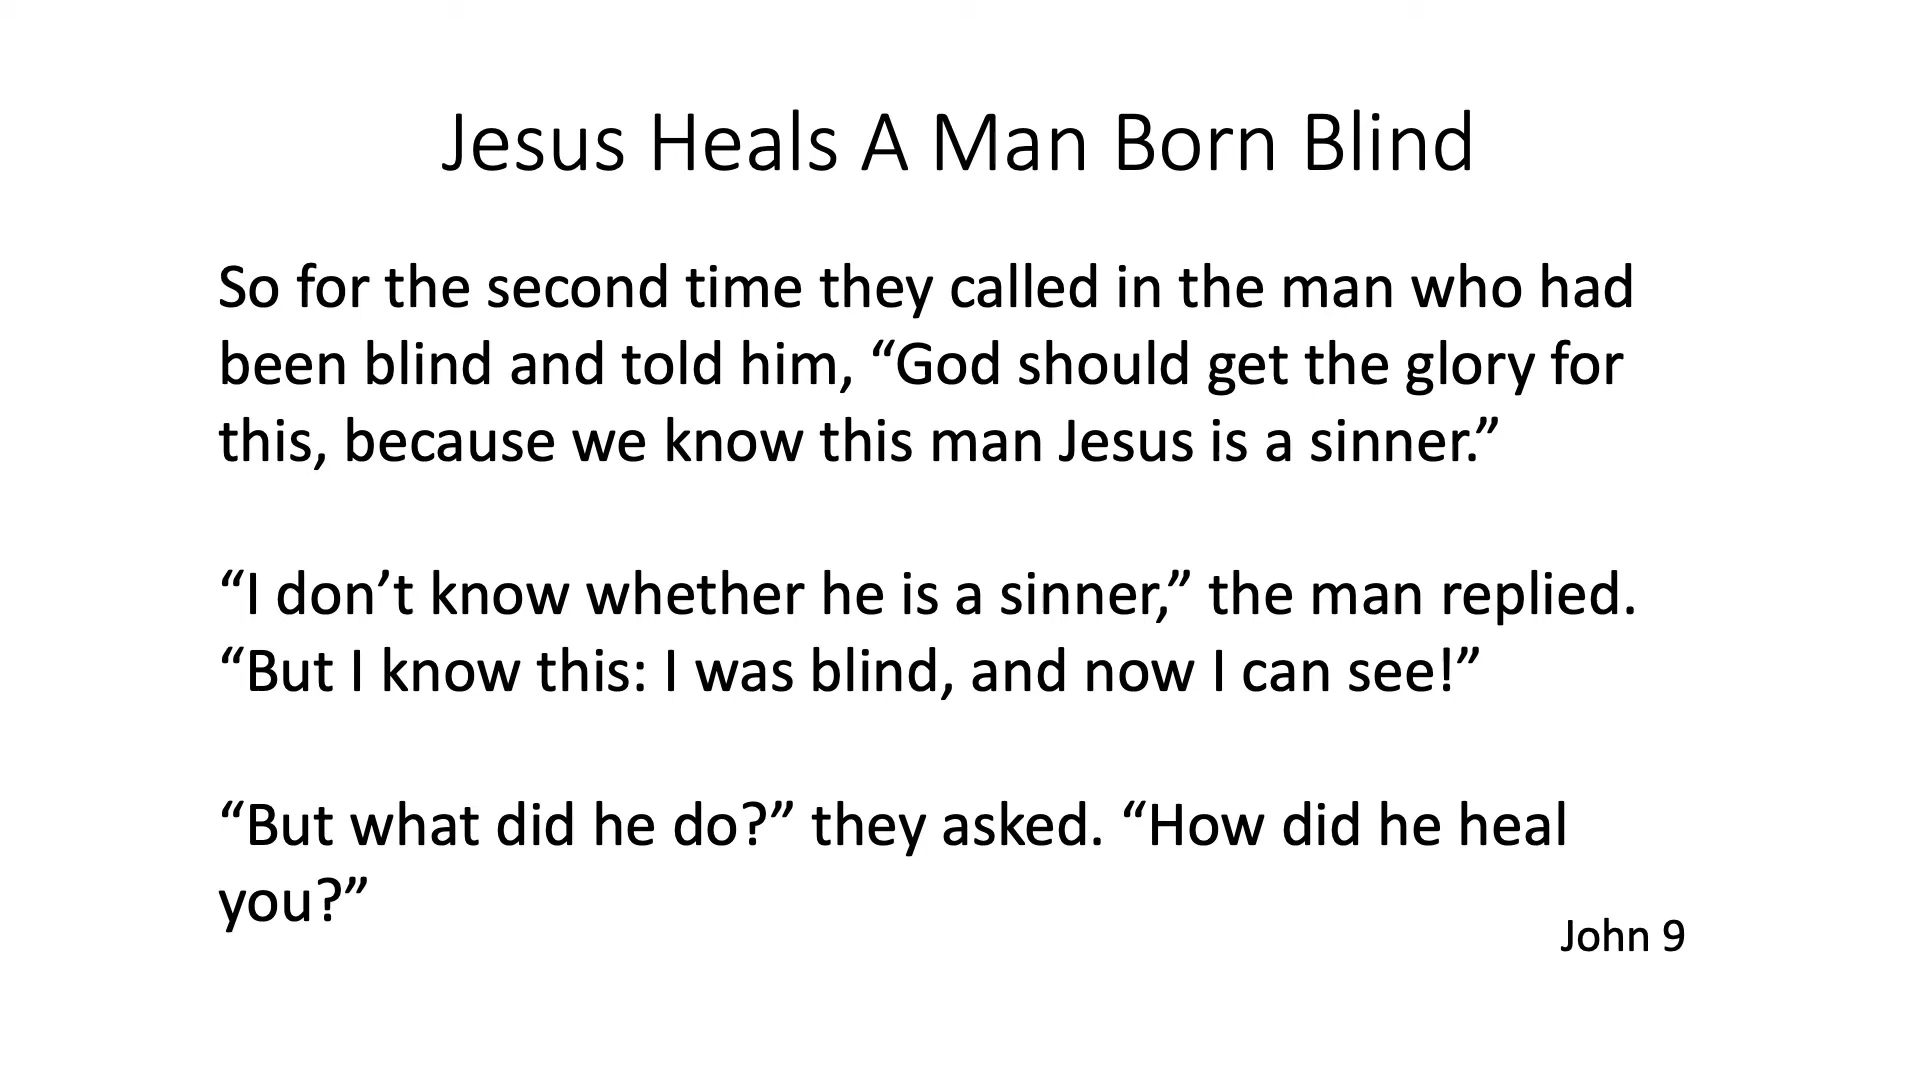 Jesus Heals A Man Born Blind
So for the second time they called in the man who had
been blind and told him, “God should get the glory for
this, because we know this man Jesus is a sinner.”
“I don’t know whether he is a sinner,” the man replied.
“But I know this: I was blind, and now I can see!”
“But what did he do?” they asked. “How did he heal
you?”
John 9